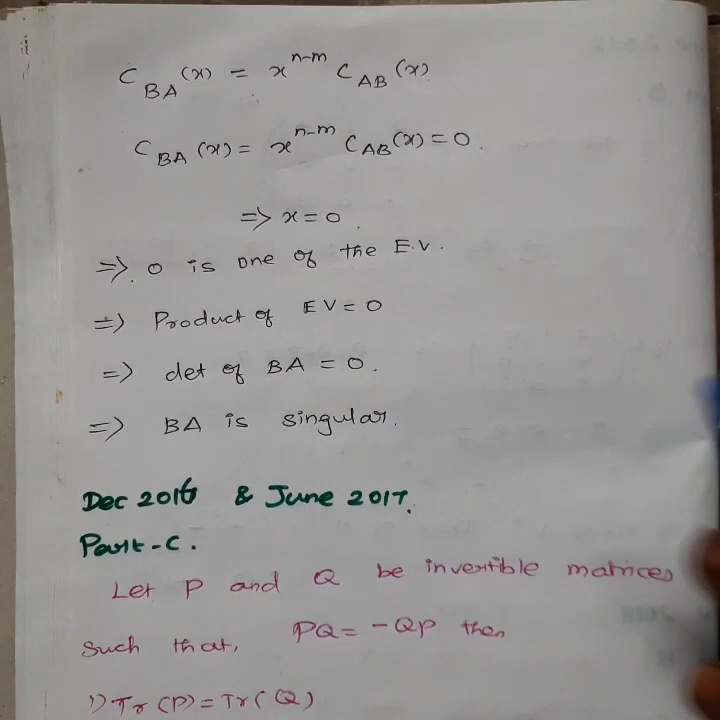 C_BA (x) = x^{n-m} C_AB (x)
C_BA (x) = x^{n-m} C_AB (x) = 0.
=> x = 0.
=> 0 is one of the E.V.
=> Product of EV = 0
=> det of BA = 0.
=> BA is singular.
Dec 2016 & June 2017.
Part-C.
Let P and Q be invertible matrices
such that, PQ = -QP then
1) Tr (P) = Tr (Q)